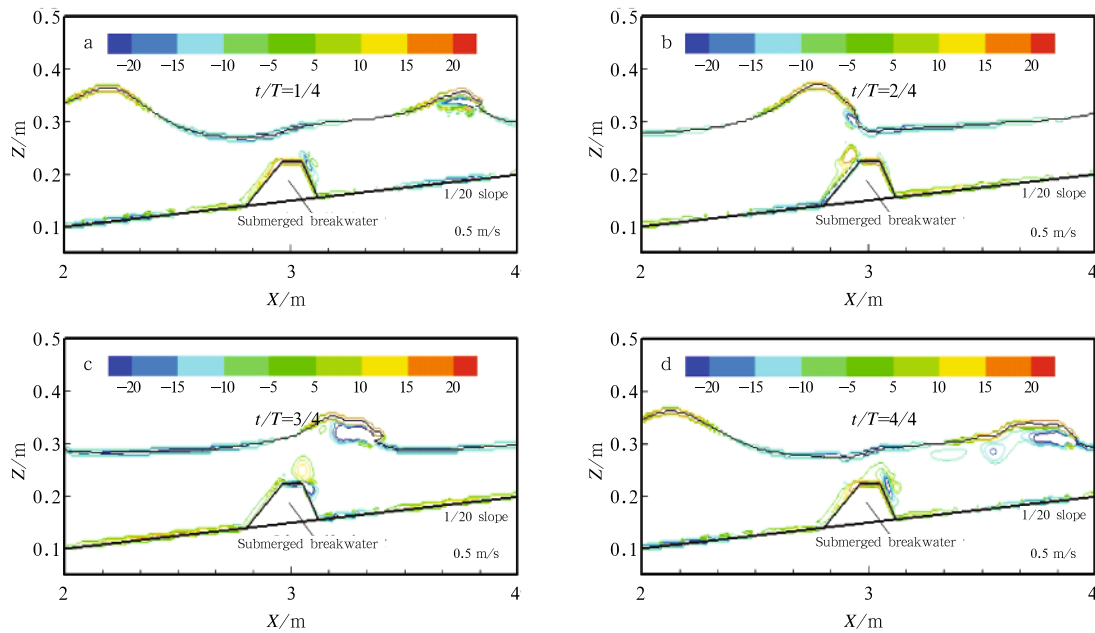 0.5
a
−20 −15 −10 −5 5 10 15 20
0.4
t/T=1/4
Z/m
0.3
0.2
1/20 slope
Submerged breakwater
0.1
0.5 m/s
2 3 4
X/m
0.5
b
−20 −15 −10 −5 5 10 15 20
0.4
t/T=2/4
Z/m
0.3
0.2
1/20 slope
Submerged breakwater
0.1
0.5 m/s
2 3 4
X/m
0.5
c
−20 −15 −10 −5 5 10 15 20
0.4
t/T=3/4
Z/m
0.3
0.2
1/20 slope
Submerged breakwater
0.1
0.5 m/s
2 3 4
X/m
0.5
d
−20 −15 −10 −5 5 10 15 20
0.4
t/T=4/4
Z/m
0.3
0.2
1/20 slope
Submerged breakwater
0.1
0.5 m/s
2 3 4
X/m